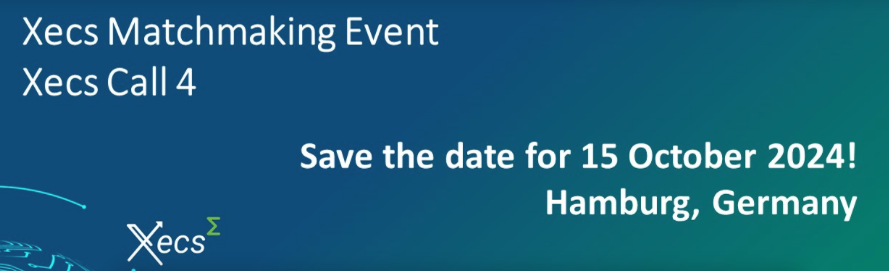 Xecs Matchmaking Event
Xecs Call 4
Save the date for 15 October 2024!
Hamburg, Germany
Xecs Σ